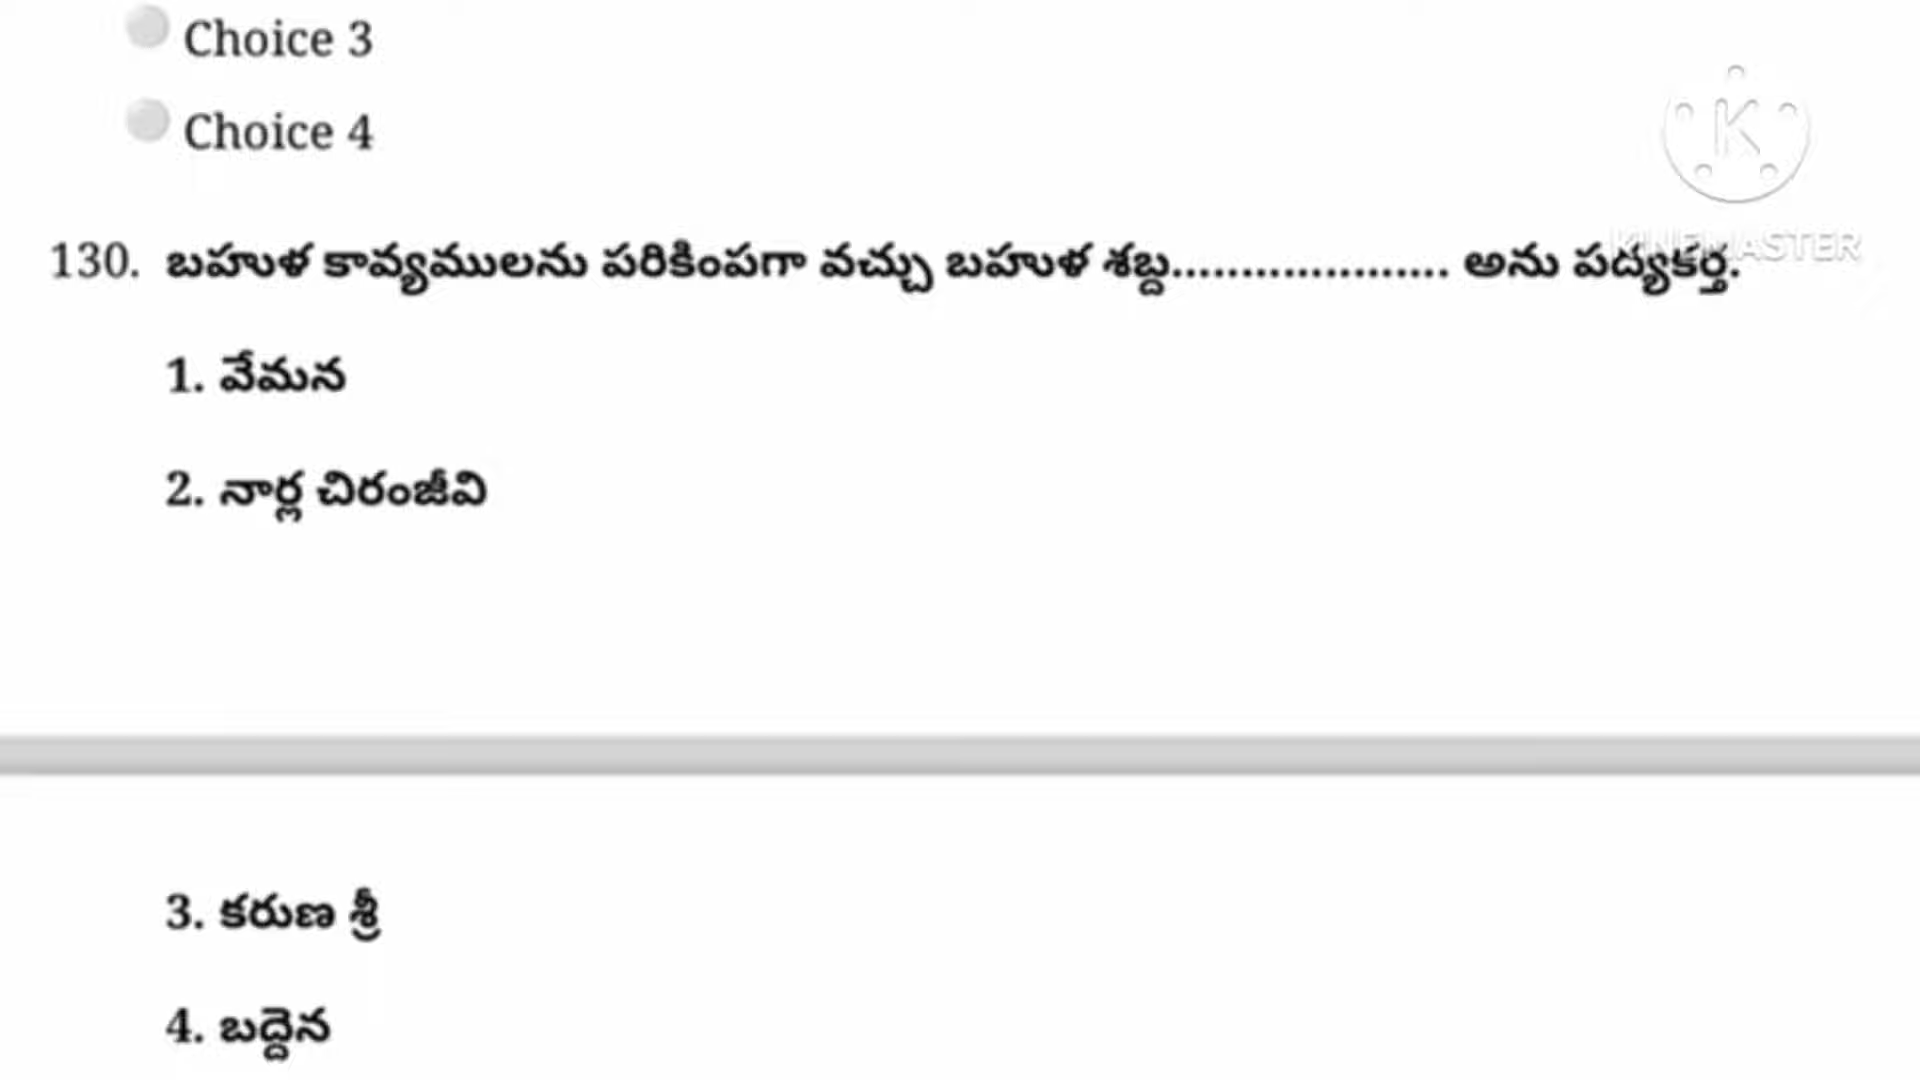 Choice 3
Choice 4
130. బహుళ కావ్యములను పరికింపగా వచ్చు బహుళ శబ్ద.................... అను పద్యకర్త.
KINEMASTER
1. వేమన
2. నార్ల చిరంజీవి
3. కరుణ శ్రీ
4. బద్దెన